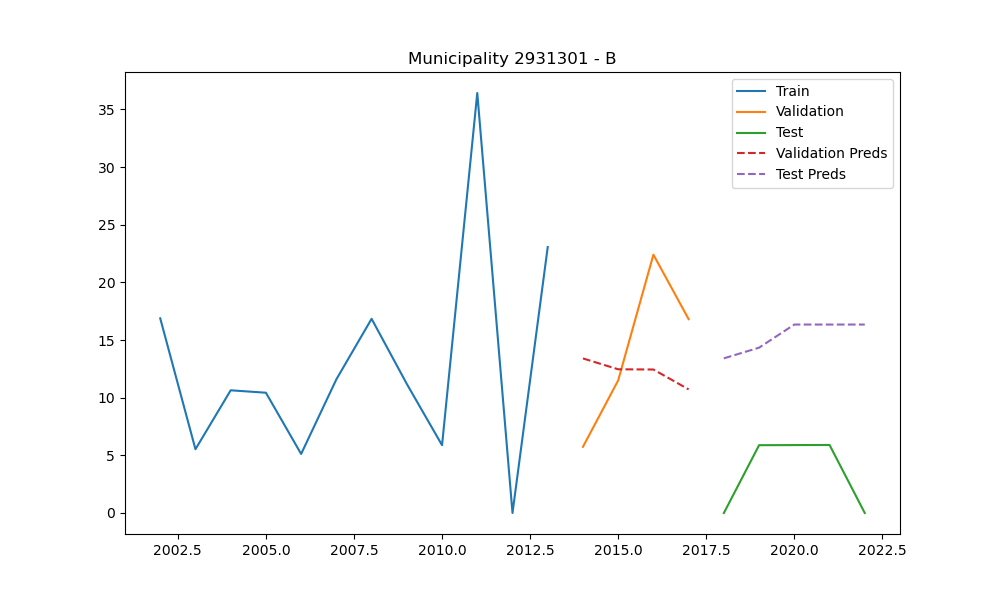 Municipality 2931301 - B
Train
Validation
Test
Validation Preds
Test Preds
35
30
25
20
15
10
5
0
2002.5 2005.0 2007.5 2010.0 2012.5 2015.0 2017.5 2020.0 2022.5